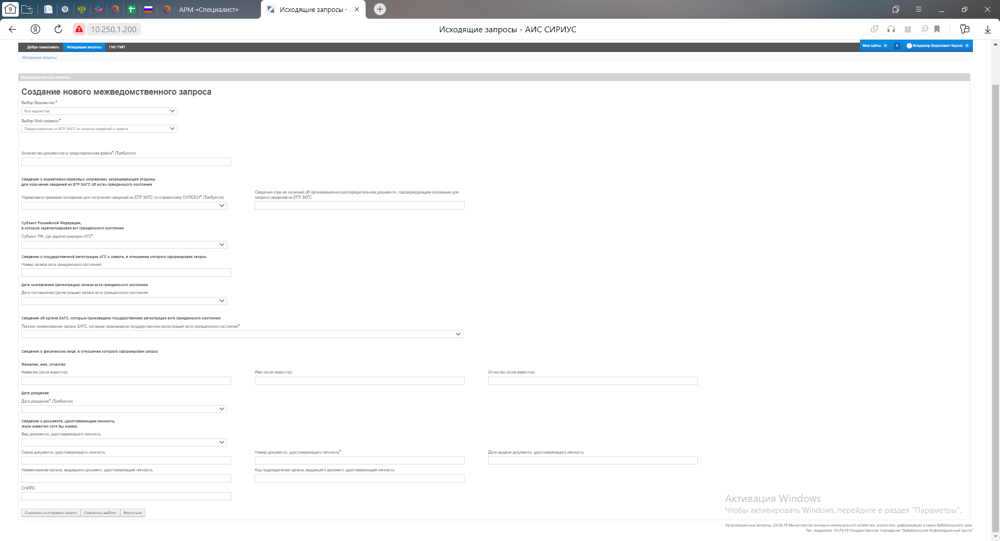 9
АРМ «Специалист»
Исходящие запросы - А
Я
10.250.1.200
Исходящие запросы - АИС СИРИУС
Добро пожаловать
Исходящие запросы
ГИС ГМП
Мои сайты
0
Владимир Борисович Черняк
Исходящие запросы
Межведомственные запросы
Создание нового межведомственного запроса
Выбор Ведомства:*
Все ведомства
Выбор Web сервиса:*
Предоставление из ЕГР ЗАГС по запросу сведений о смерти
Количество документов в представленном файле* (Требуется)
Сведения о нормативно-правовых основаниях запрашивающей стороны
для получения сведений из ЕГР ЗАГС об актах гражданского состояния
Нормативно-правовое основание для получения сведений из ЕГР ЗАГС по справочнику СНПОСН* (Требуется)
Сведения (при их наличии) об организационно-распорядительном документе, подтверждающем основания для
запроса сведений из ЕГР ЗАГС
Субъект Российской Федерации,
в котором зарегистрирован акт гражданского состояния
Субъект РФ, где зарегистрирован АГС*
Сведения о государственной регистрации АГС о смерти, в отношении которого сформирован запрос
Номер записи акта гражданского состояния
Дата составления (регистрации) записи акта гражданского состояния
Дата составления (регистрации) записи акта гражданского состояния
Сведения об органе ЗАГС, которым произведена государственная регистрация акта гражданского состояния
Полное наименование органа ЗАГС, которым произведена государственная регистрация акта гражданского состояния*
Сведения о физическом лице, в отношении которого сформирован запрос
Фамилия, имя, отчество
Фамилия (если известна)
Имя (если известно)
Отчество (если известно)
Дата рождения
Дата рождения* (Требуется)
Сведения о документе, удостоверяющем личность
(если известен хотя бы номер)
Вид документа, удостоверяющего личность
Серия документа, удостоверяющего личность
Номер документа, удостоверяющего личность*
Дата выдачи документа, удостоверяющего личность
Наименование органа, выдавшего документ, удостоверяющий личность
Код подразделения органа, выдавшего документ, удостоверяющий личность
СНИЛС
Сохранить и отправить запрос
Сохранить шаблон
Вернуться
Активация Windows
Чтобы активировать Windows, перейдите в раздел "Параметры".
Организационные вопросы: 23-32-76 Министерство жилищно-коммунального хозяйства, энергетики, цифровизации и связи Забайкальского края
Тех. поддержка: 35-75-19 Государственное Учреждение "Забайкальский Информационный Центр"